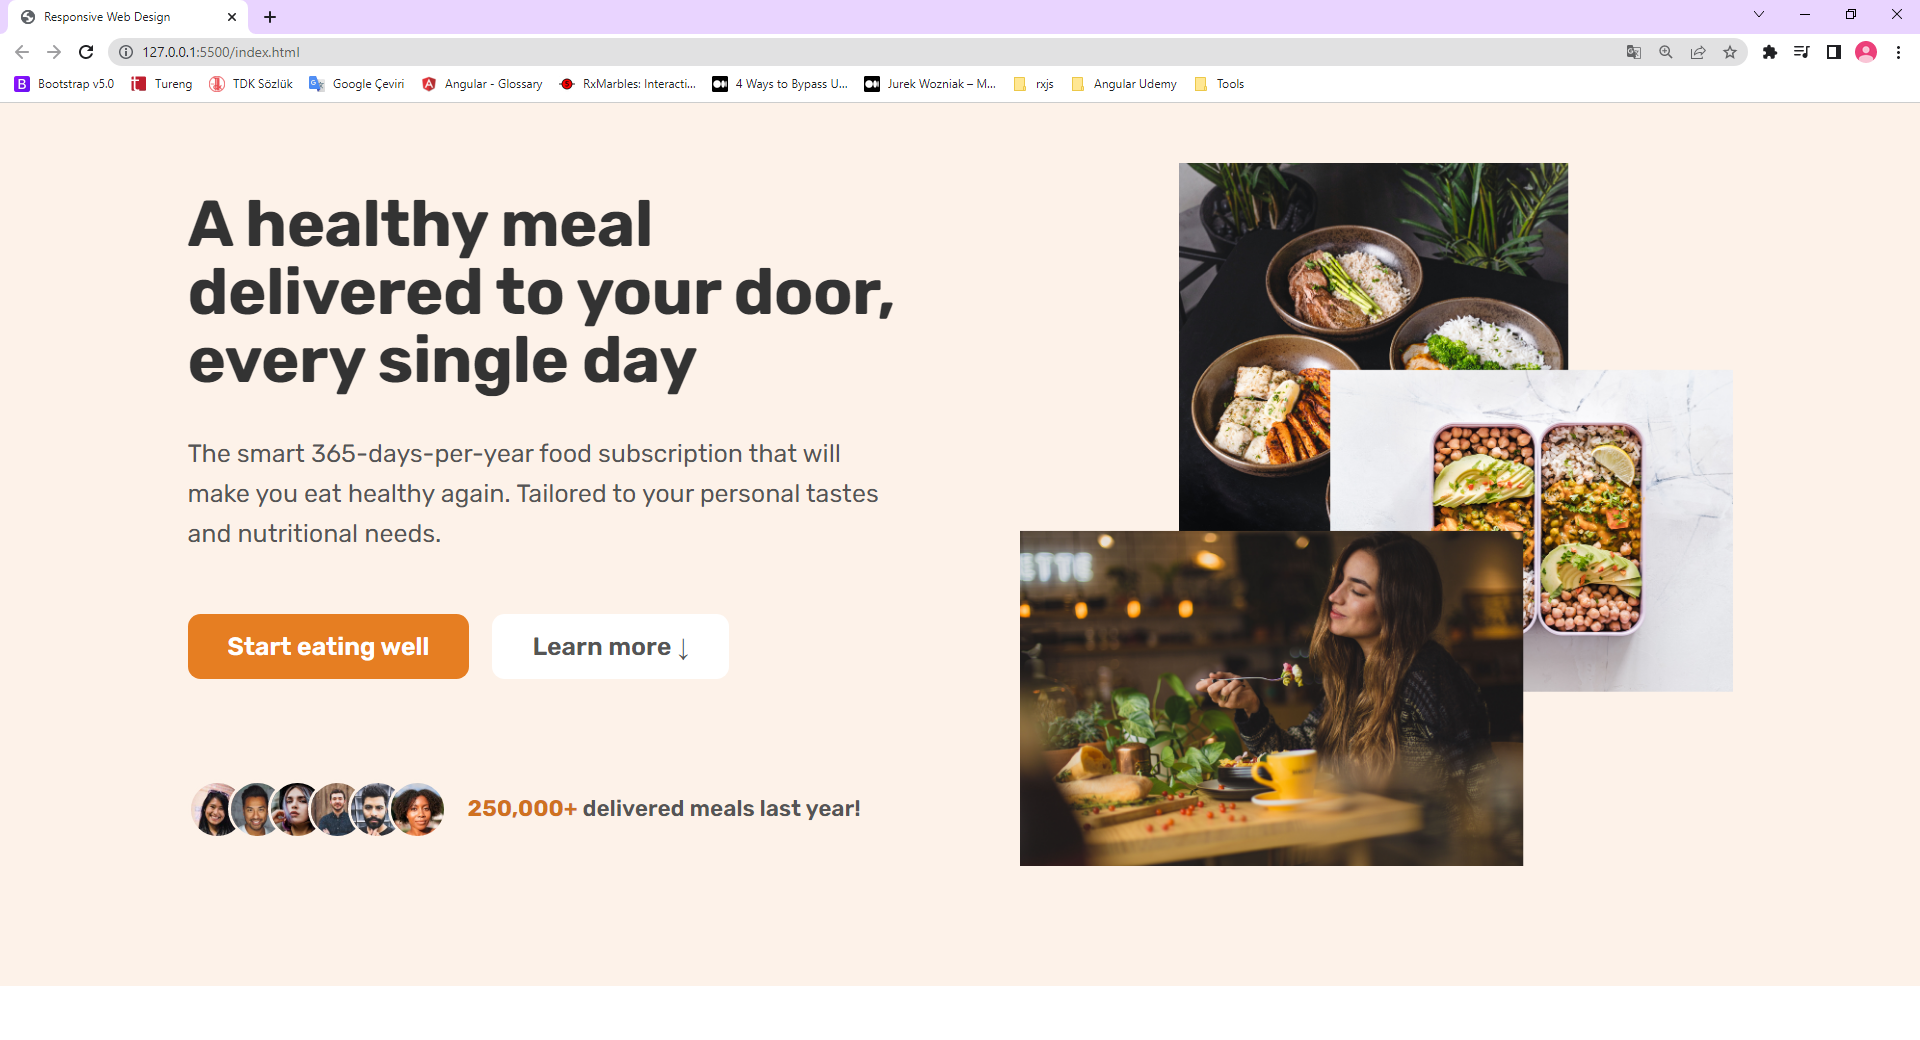 Responsive Web Design
127.0.0.1:5500/index.html
Bootstrap v5.0 Tureng TDK Sözlük Google Çeviri Angular - Glossary RxMarbles: Interacti... 4 Ways to Bypass U... Jurek Wozniak – M... rxjs Angular Udemy Tools
A healthy meal
delivered to your door,
every single day
The smart 365-days-per-year food subscription that will
make you eat healthy again. Tailored to your personal tastes
and nutritional needs.
Start eating well Learn more ↓
250,000+ delivered meals last year!
ETTE